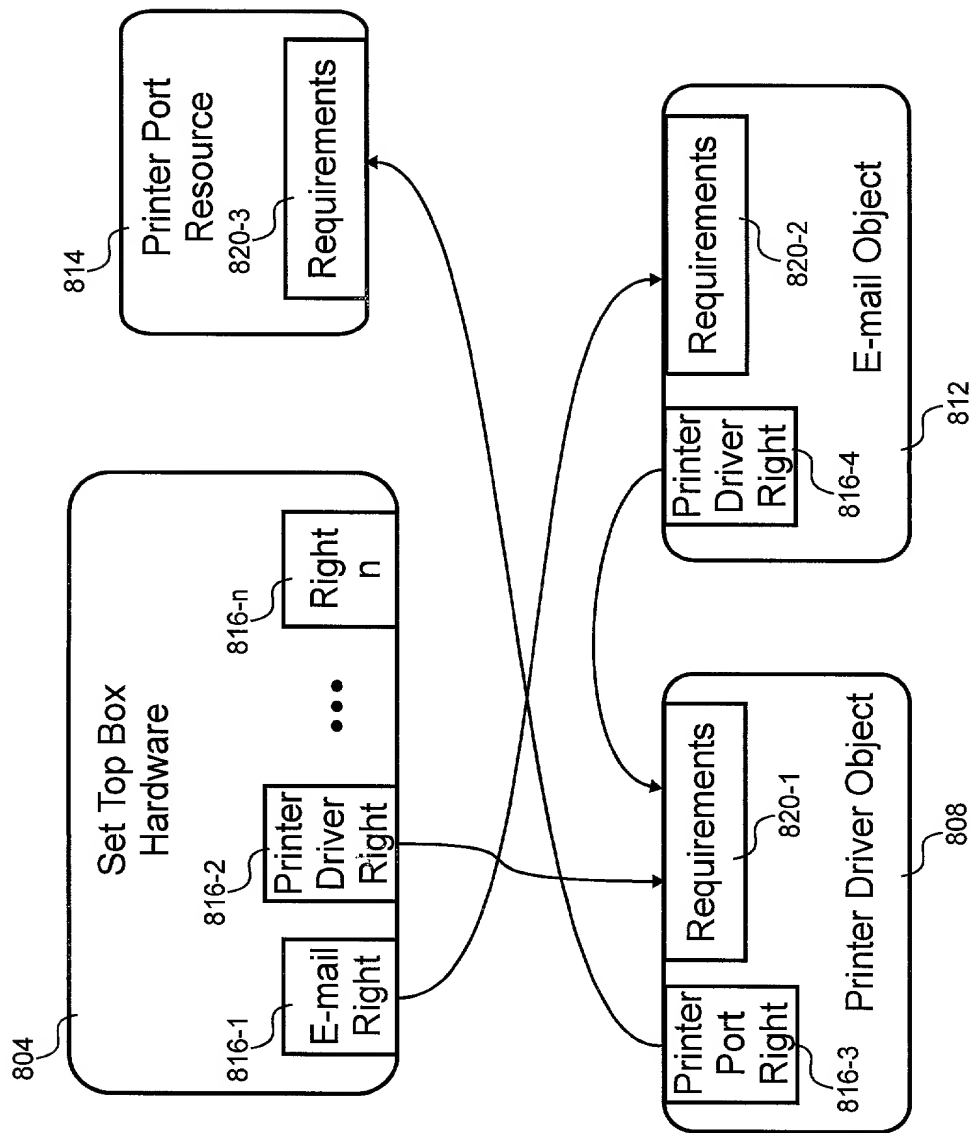 804
Set Top Box
Hardware
816-1
E-mail
Right
816-2
Printer
Driver
Right
•••
816-n
Right
n
814
Printer Port
Resource
820-3
Requirements
Printer
Port
Right
816-3
Requirements
820-1
Printer Driver Object
808
Printer
Driver
Right
816-4
Requirements
820-2
E-mail Object
812